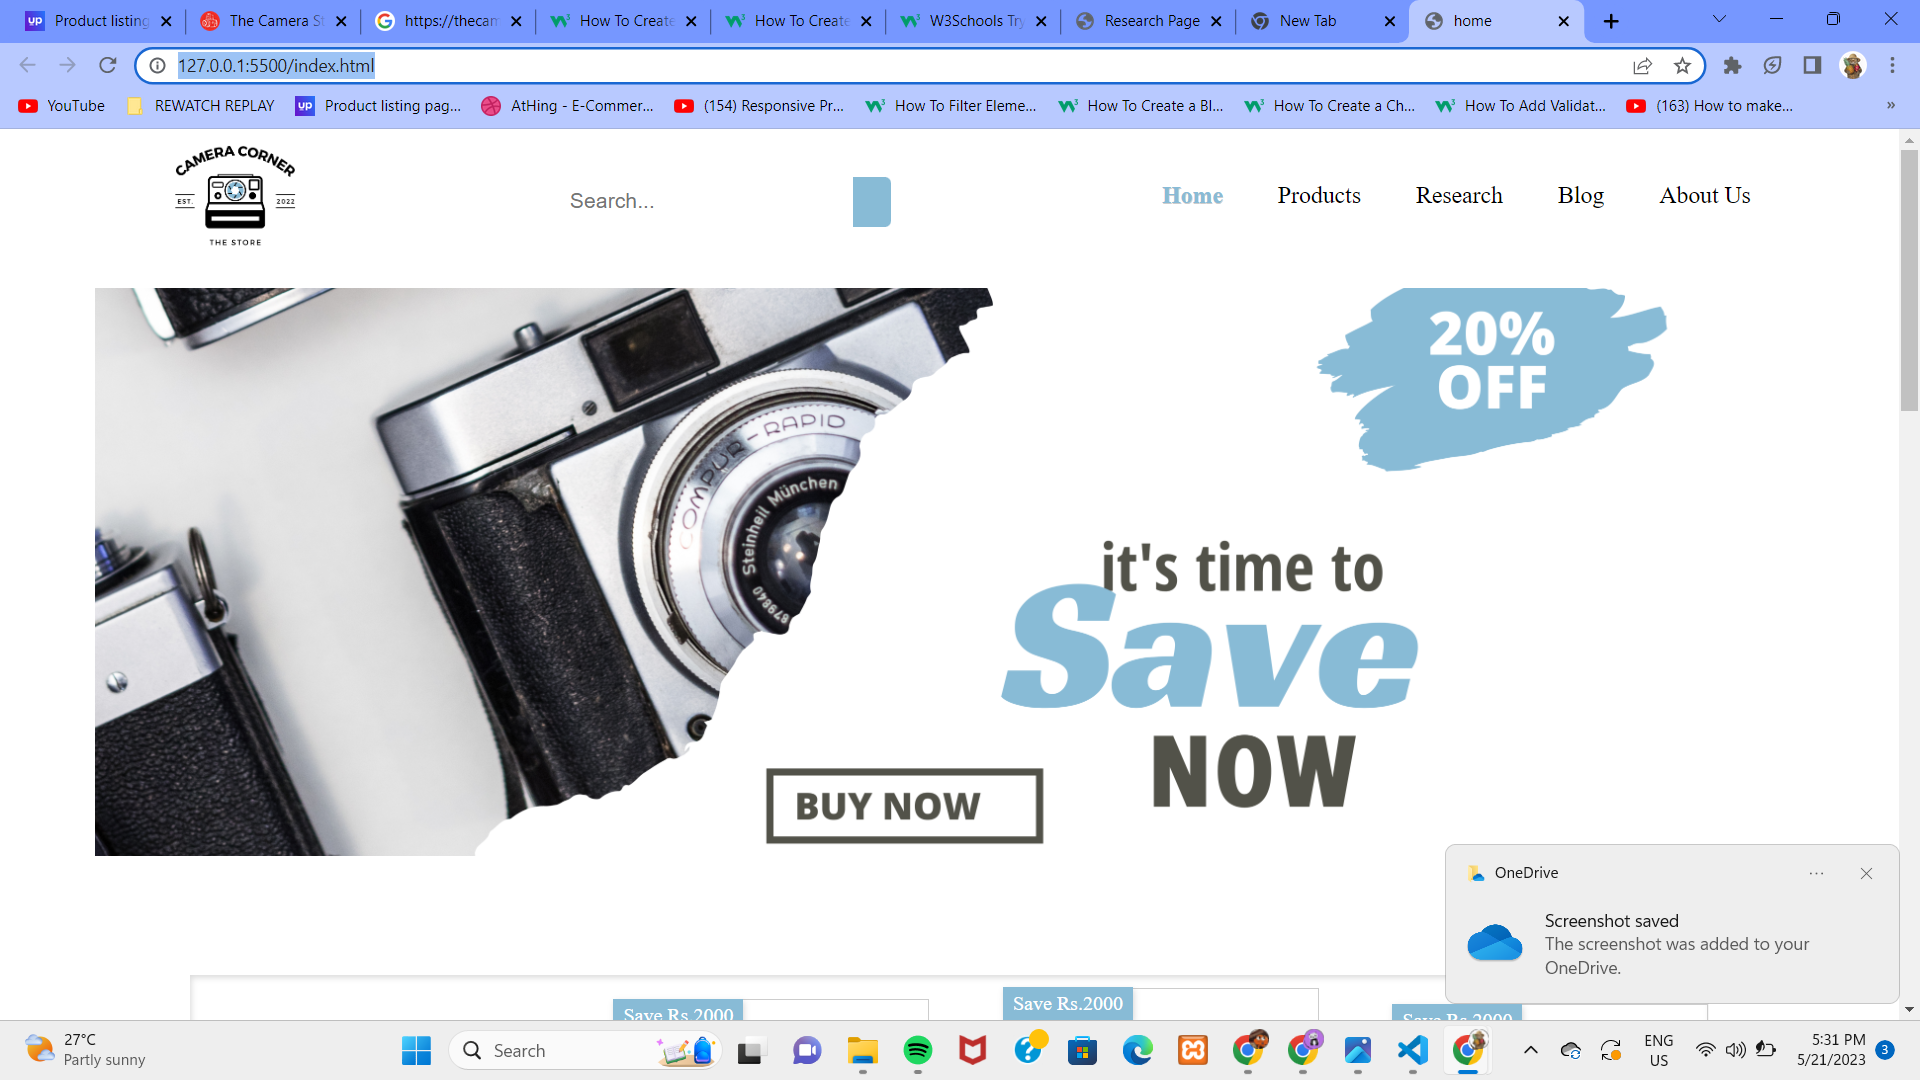 Product listing
The Camera St
https://thecam
How To Create
How To Create
W3Schools Try
Research Page
New Tab
home
127.0.0.1:5500/index.html
YouTube
REWATCH REPLAY
Product listing pag...
AtHing - E-Commer...
(154) Responsive Pr...
How To Filter Eleme...
How To Create a Bl...
How To Create a Ch...
How To Add Validat...
(163) How to make...
»
CAMERA CORNER
EST.
2022
THE STORE
Search...
Home
Products
Research
Blog
About Us
20%
OFF
COMPUR-RAPID
Steinheil München
879640
it's time to
Save
NOW
BUY NOW
OneDrive
Screenshot saved
The screenshot was added to your
OneDrive.
Save Rs.2000
Save Rs.2000
Save Rs.2000
27°C
Partly sunny
Search
ENG
US
5:31 PM
5/21/2023
3